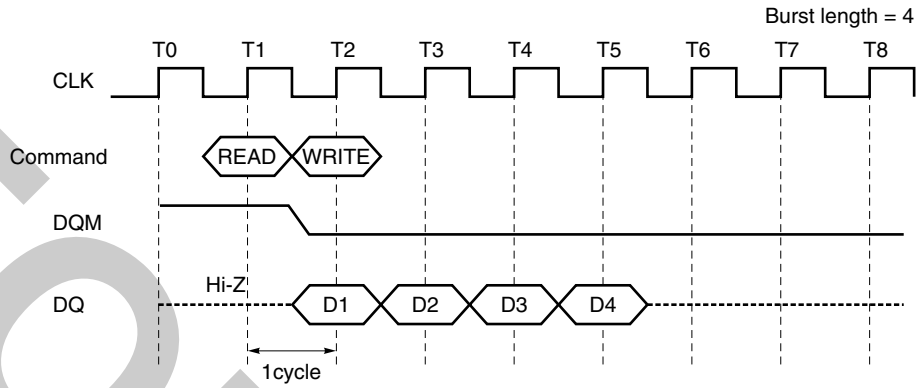 Burst length = 4
T0 T1 T2 T3 T4 T5 T6 T7 T8
CLK
Command READ WRITE
DQM
Hi-Z
DQ D1 D2 D3 D4
1cycle